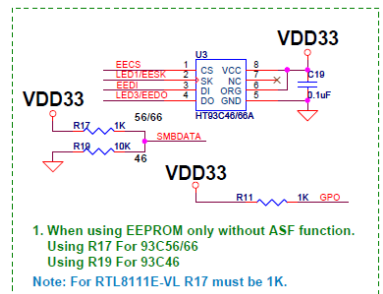 VDD33
U3
EECS 1 CS VCC 8
LED1/EESK 2 SK NC 7
EEDI 3 DI ORG 6
LED3/EEDO 4 DO GND 5
C19
0.1uF
HT93C46/66A
VDD33
56/66
R17 1K
SMBDATA
R19 10K
46
VDD33
R11 1K GPO
1. When using EEPROM only without ASF function.
Using R17 For 93C56/66
Using R19 For 93C46
Note: For RTL8111E-VL R17 must be 1K.